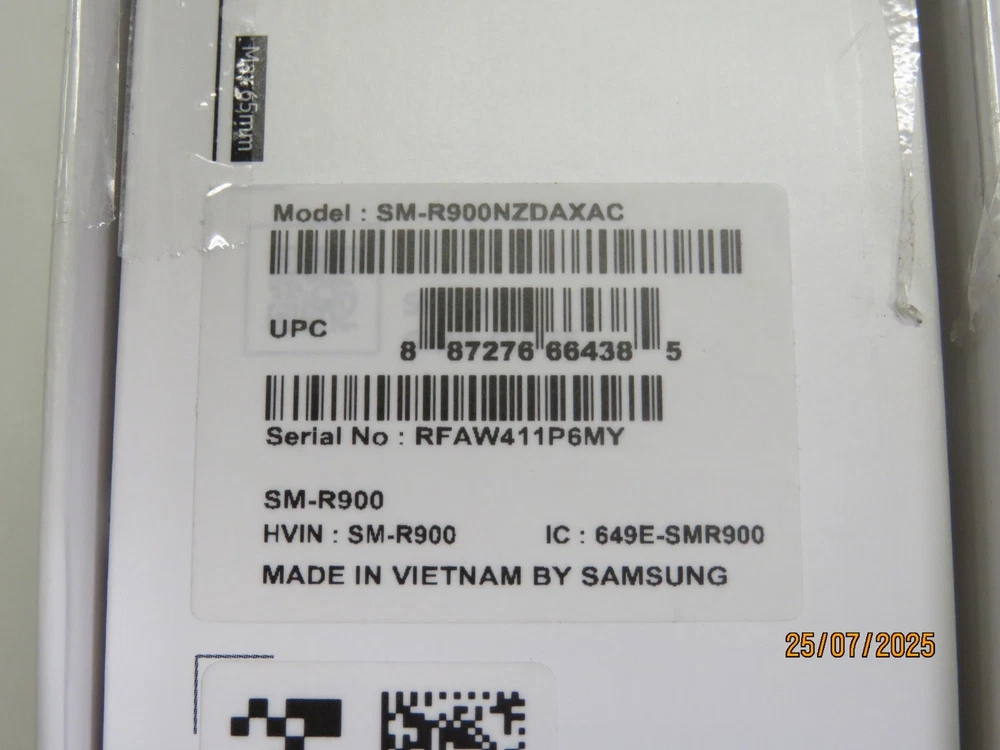 Max 65mm
Model : SM-R900NZDAXAC
UPC
8 87276 66438 5
Serial No : RFAW411P6MY
SM-R900
HVIN : SM-R900 IC : 649E-SMR900
MADE IN VIETNAM BY SAMSUNG
25/07/2025